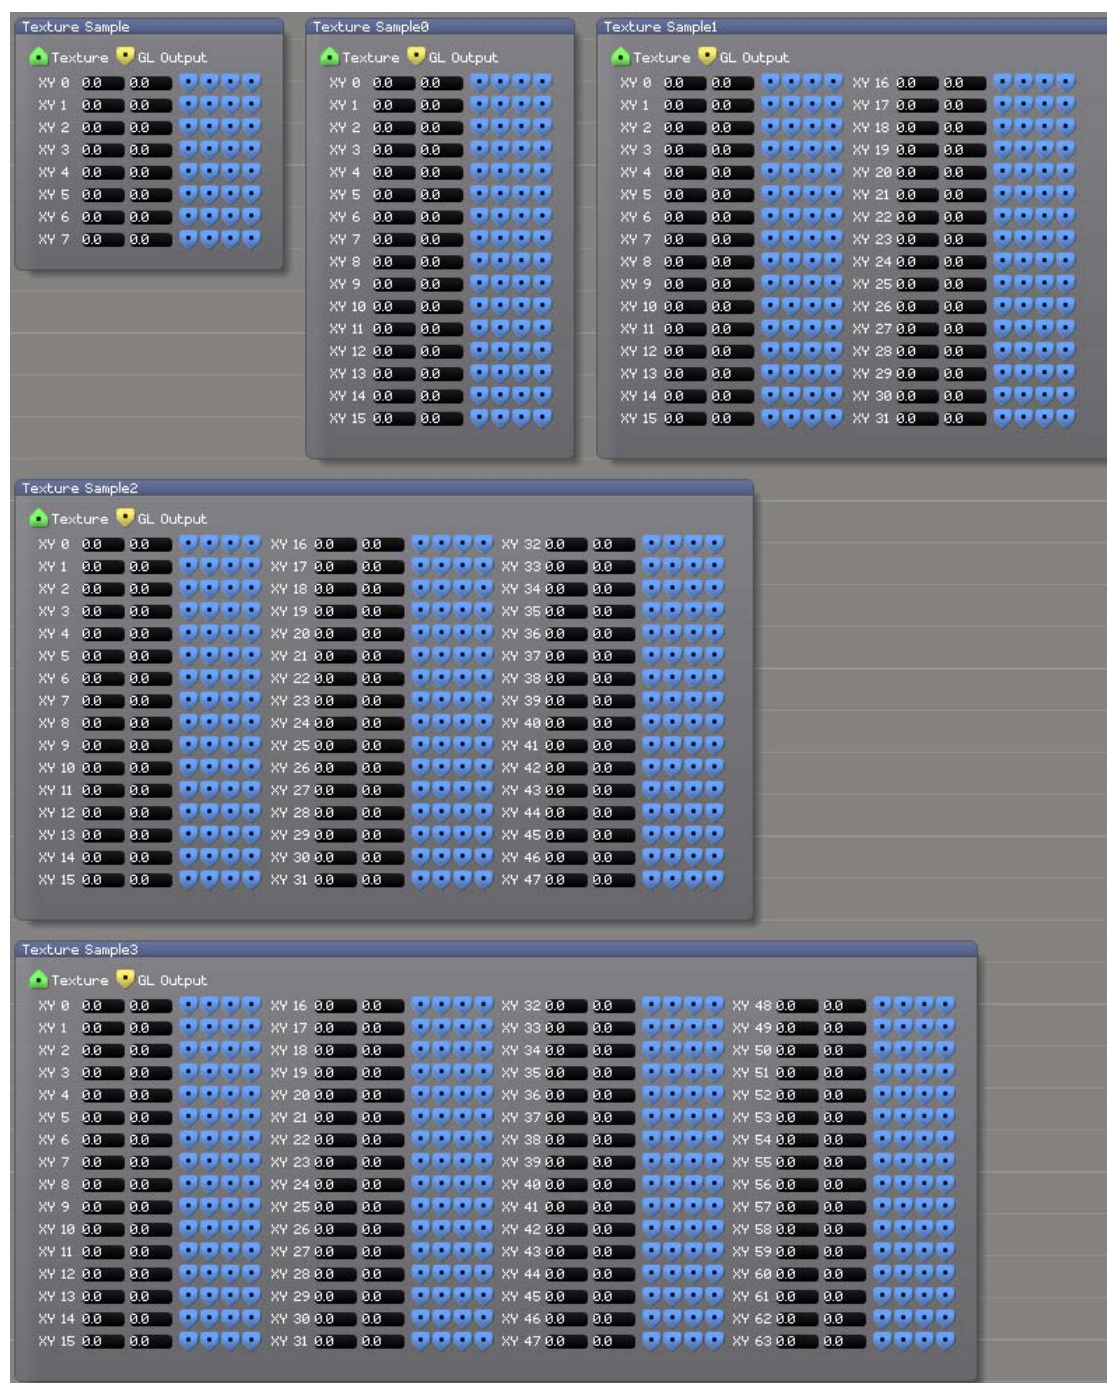 Texture Sample
Texture GL Output
XY 0 0.0 0.0
XY 1 0.0 0.0
XY 2 0.0 0.0
XY 3 0.0 0.0
XY 4 0.0 0.0
XY 5 0.0 0.0
XY 6 0.0 0.0
XY 7 0.0 0.0
Texture Sample0
Texture GL Output
XY 0 0.0 0.0
XY 1 0.0 0.0
XY 2 0.0 0.0
XY 3 0.0 0.0
XY 4 0.0 0.0
XY 5 0.0 0.0
XY 6 0.0 0.0
XY 7 0.0 0.0
XY 8 0.0 0.0
XY 9 0.0 0.0
XY 10 0.0 0.0
XY 11 0.0 0.0
XY 12 0.0 0.0
XY 13 0.0 0.0
XY 14 0.0 0.0
XY 15 0.0 0.0
Texture Sample1
Texture GL Output
XY 0 0.0 0.0 XY 16 0.0 0.0
XY 1 0.0 0.0 XY 17 0.0 0.0
XY 2 0.0 0.0 XY 18 0.0 0.0
XY 3 0.0 0.0 XY 19 0.0 0.0
XY 4 0.0 0.0 XY 20 0.0 0.0
XY 5 0.0 0.0 XY 21 0.0 0.0
XY 6 0.0 0.0 XY 22 0.0 0.0
XY 7 0.0 0.0 XY 23 0.0 0.0
XY 8 0.0 0.0 XY 24 0.0 0.0
XY 9 0.0 0.0 XY 25 0.0 0.0
XY 10 0.0 0.0 XY 26 0.0 0.0
XY 11 0.0 0.0 XY 27 0.0 0.0
XY 12 0.0 0.0 XY 28 0.0 0.0
XY 13 0.0 0.0 XY 29 0.0 0.0
XY 14 0.0 0.0 XY 30 0.0 0.0
XY 15 0.0 0.0 XY 31 0.0 0.0
Texture Sample2
Texture GL Output
XY 0 0.0 0.0 XY 16 0.0 0.0 XY 32 0.0 0.0
XY 1 0.0 0.0 XY 17 0.0 0.0 XY 33 0.0 0.0
XY 2 0.0 0.0 XY 18 0.0 0.0 XY 34 0.0 0.0
XY 3 0.0 0.0 XY 19 0.0 0.0 XY 35 0.0 0.0
XY 4 0.0 0.0 XY 20 0.0 0.0 XY 36 0.0 0.0
XY 5 0.0 0.0 XY 21 0.0 0.0 XY 37 0.0 0.0
XY 6 0.0 0.0 XY 22 0.0 0.0 XY 38 0.0 0.0
XY 7 0.0 0.0 XY 23 0.0 0.0 XY 39 0.0 0.0
XY 8 0.0 0.0 XY 24 0.0 0.0 XY 40 0.0 0.0
XY 9 0.0 0.0 XY 25 0.0 0.0 XY 41 0.0 0.0
XY 10 0.0 0.0 XY 26 0.0 0.0 XY 42 0.0 0.0
XY 11 0.0 0.0 XY 27 0.0 0.0 XY 43 0.0 0.0
XY 12 0.0 0.0 XY 28 0.0 0.0 XY 44 0.0 0.0
XY 13 0.0 0.0 XY 29 0.0 0.0 XY 45 0.0 0.0
XY 14 0.0 0.0 XY 30 0.0 0.0 XY 46 0.0 0.0
XY 15 0.0 0.0 XY 31 0.0 0.0 XY 47 0.0 0.0
Texture Sample3
Texture GL Output
XY 0 0.0 0.0 XY 16 0.0 0.0 XY 32 0.0 0.0 XY 48 0.0 0.0
XY 1 0.0 0.0 XY 17 0.0 0.0 XY 33 0.0 0.0 XY 49 0.0 0.0
XY 2 0.0 0.0 XY 18 0.0 0.0 XY 34 0.0 0.0 XY 50 0.0 0.0
XY 3 0.0 0.0 XY 19 0.0 0.0 XY 35 0.0 0.0 XY 51 0.0 0.0
XY 4 0.0 0.0 XY 20 0.0 0.0 XY 36 0.0 0.0 XY 52 0.0 0.0
XY 5 0.0 0.0 XY 21 0.0 0.0 XY 37 0.0 0.0 XY 53 0.0 0.0
XY 6 0.0 0.0 XY 22 0.0 0.0 XY 38 0.0 0.0 XY 54 0.0 0.0
XY 7 0.0 0.0 XY 23 0.0 0.0 XY 39 0.0 0.0 XY 55 0.0 0.0
XY 8 0.0 0.0 XY 24 0.0 0.0 XY 40 0.0 0.0 XY 56 0.0 0.0
XY 9 0.0 0.0 XY 25 0.0 0.0 XY 41 0.0 0.0 XY 57 0.0 0.0
XY 10 0.0 0.0 XY 26 0.0 0.0 XY 42 0.0 0.0 XY 58 0.0 0.0
XY 11 0.0 0.0 XY 27 0.0 0.0 XY 43 0.0 0.0 XY 59 0.0 0.0
XY 12 0.0 0.0 XY 28 0.0 0.0 XY 44 0.0 0.0 XY 60 0.0 0.0
XY 13 0.0 0.0 XY 29 0.0 0.0 XY 45 0.0 0.0 XY 61 0.0 0.0
XY 14 0.0 0.0 XY 30 0.0 0.0 XY 46 0.0 0.0 XY 62 0.0 0.0
XY 15 0.0 0.0 XY 31 0.0 0.0 XY 47 0.0 0.0 XY 63 0.0 0.0